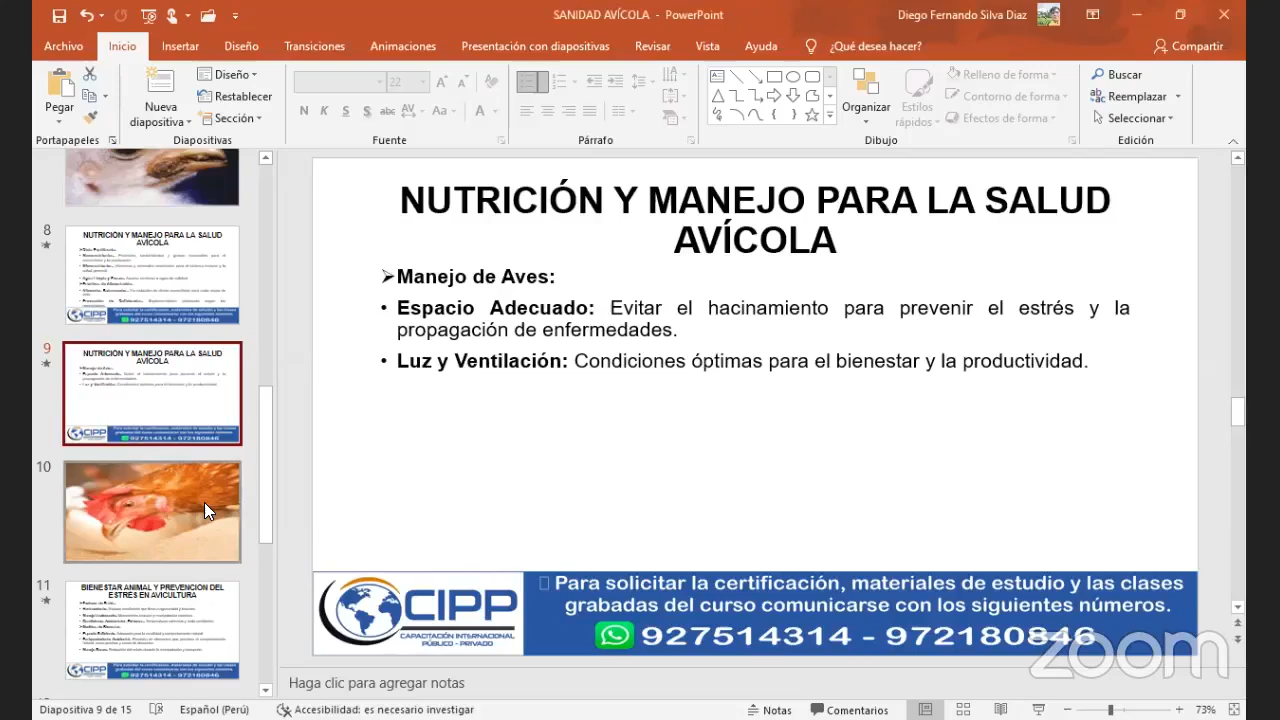 SANIDAD AVÍCOLA - PowerPoint
Diego Fernando Silva Diaz
Archivo Inicio Insertar Diseño Transiciones Animaciones Presentación con diapositivas Revisar Vista Ayuda ¿Qué desea hacer? Compartir
Pegar
Nueva diapositiva
Diseño
Restablecer
Sección
22
N K S S abc AV Aa A
Organizar
Estilos rápidos
Relleno de forma
Contorno de forma
Efectos de forma
Buscar
Reemplazar
Seleccionar
Portapapeles Diapositivas Fuente Párrafo Dibujo Edición
8
NUTRICIÓN Y MANEJO PARA LA SALUD
AVÍCOLA
9
NUTRICIÓN Y MANEJO PARA LA SALUD
AVÍCOLA
10
11
BIENESTAR ANIMAL Y PREVENCIÓN DEL
ESTRÉS EN AVICULTURA
NUTRICIÓN Y MANEJO PARA LA SALUD
AVÍCOLA
➢Manejo de Aves:
• Espacio Adecuado: Evitar el hacinamiento para prevenir el estrés y la
propagación de enfermedades.
• Luz y Ventilación: Condiciones óptimas para el bienestar y la productividad.
CIPP
CAPACITACIÓN INTERNACIONAL
PÚBLICO - PRIVADO
Para solicitar la certificación, materiales de estudio y las clases
grabadas del curso comunicarse con los siguientes números.
927514314 - 972180846
zoom
Haga clic para agregar notas
Diapositiva 9 de 15 Español (Perú) Accesibilidad: es necesario investigar Notas Comentarios 73%